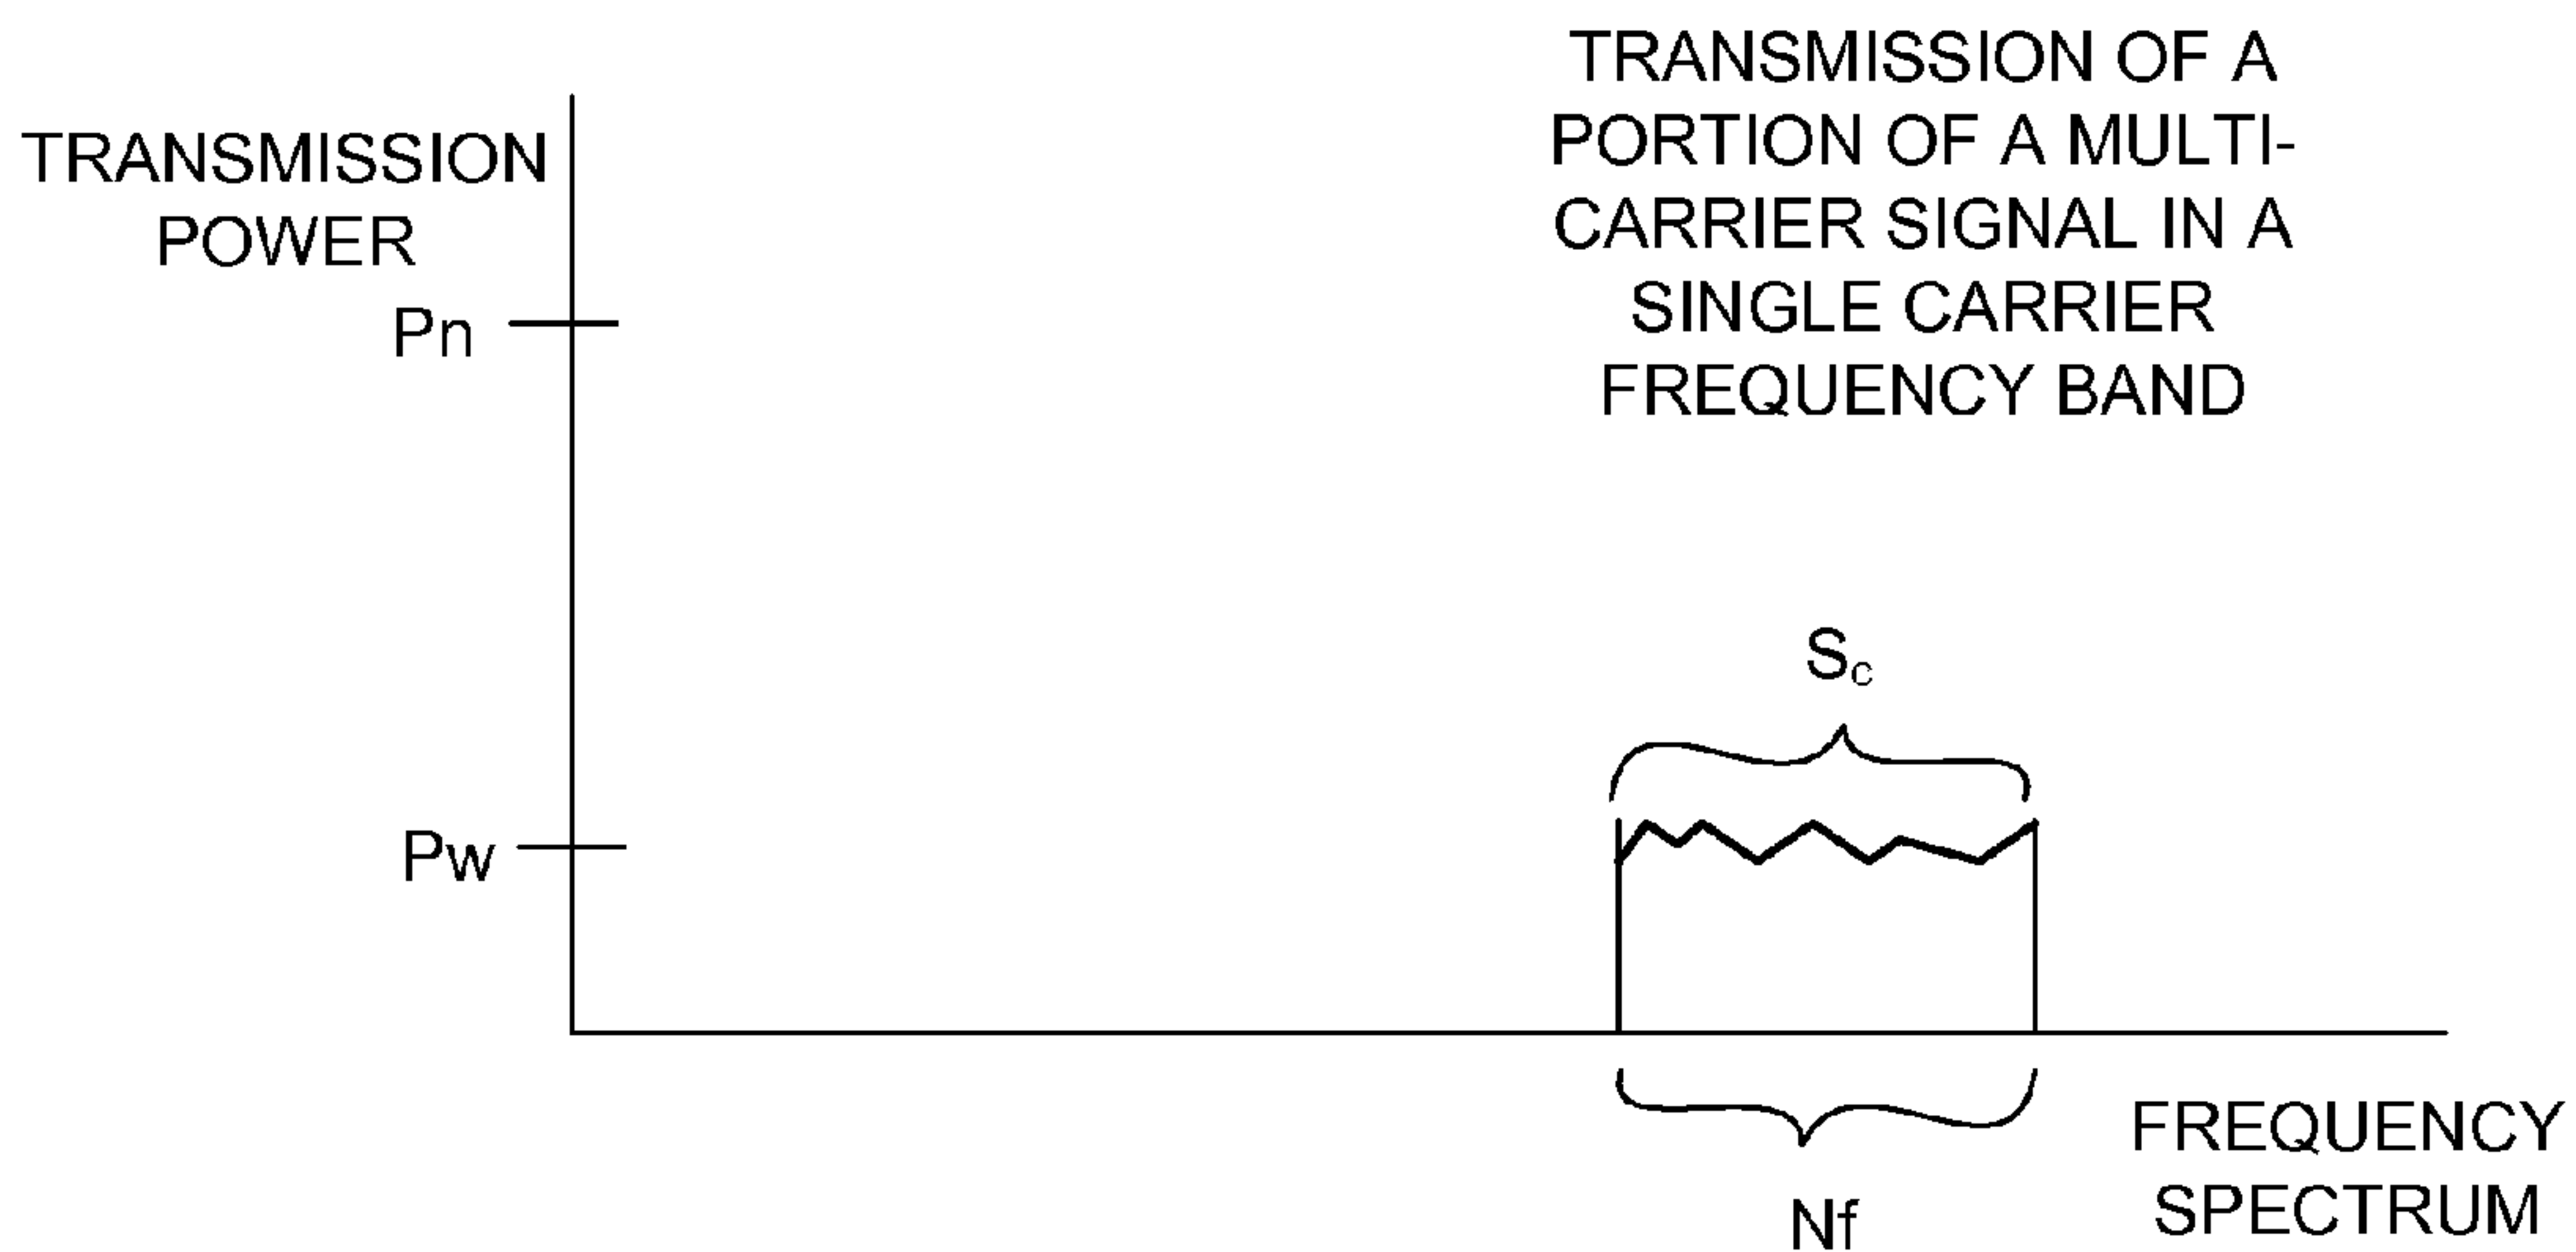 TRANSMISSION OF A
PORTION OF A MULTI-
CARRIER SIGNAL IN A
SINGLE CARRIER
FREQUENCY BAND
TRANSMISSION
POWER
Pn
Sc
Pw
FREQUENCY
SPECTRUM
Nf